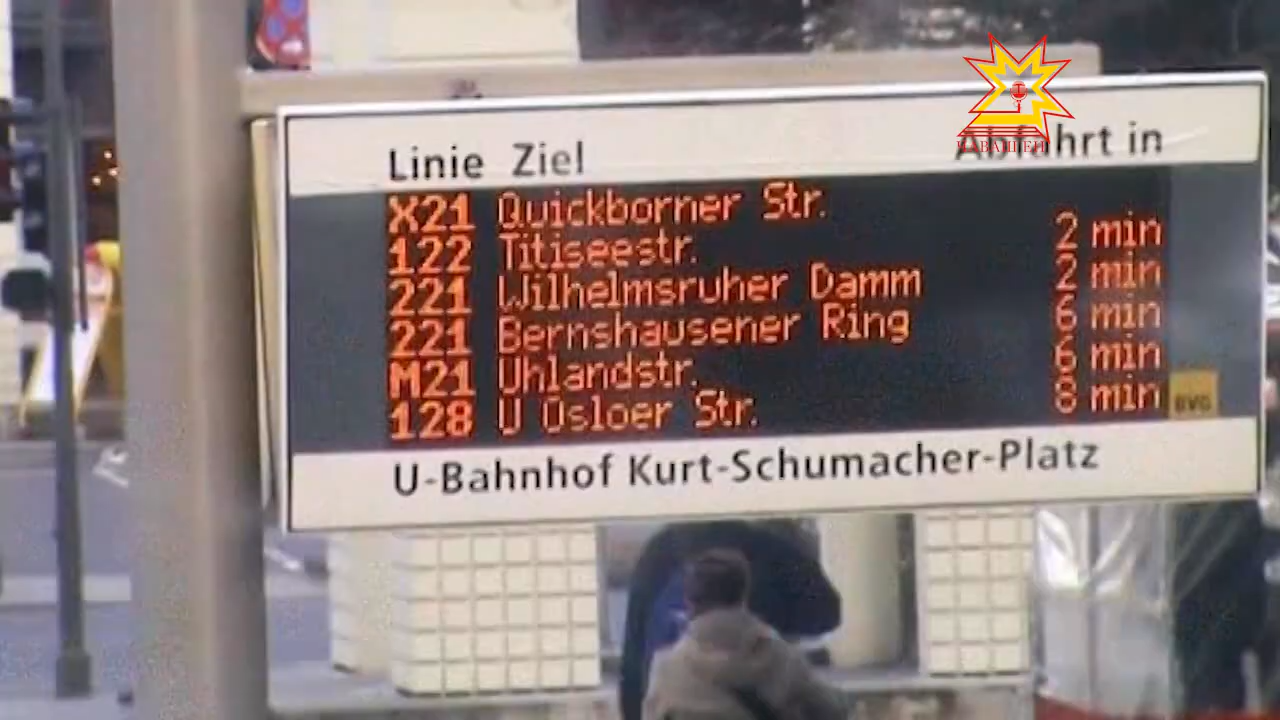 Linie Ziel Abfahrt in
X21 Quickborner Str.
122 Titiseestr. 2 min
221 Wilhelmsruher Damm 2 min
221 Bernshausener Ring 6 min
M21 Uhlandstr. 6 min
128 U Osloer Str. 8 min
BVG
U-Bahnhof Kurt-Schumacher-Platz